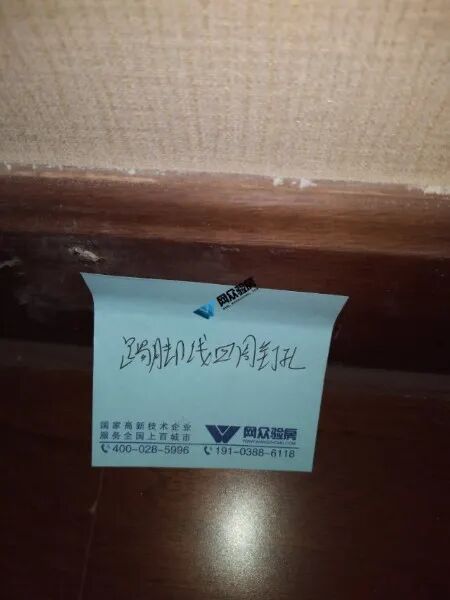 网众验房
踢脚线四周钉孔
国家高新技术企业
服务全国上百城市
网众验房
400-028-5996
191-0388-6118